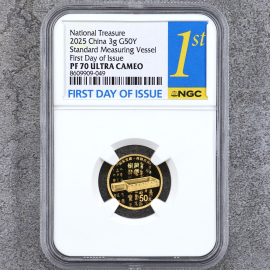 National Treasure
2025 China 3g G50Y
Standard Measuring Vessel
First Day of Issue
PF 70 ULTRA CAMEO
8609909-049
1st
NGC
FIRST DAY OF ISSUE
50